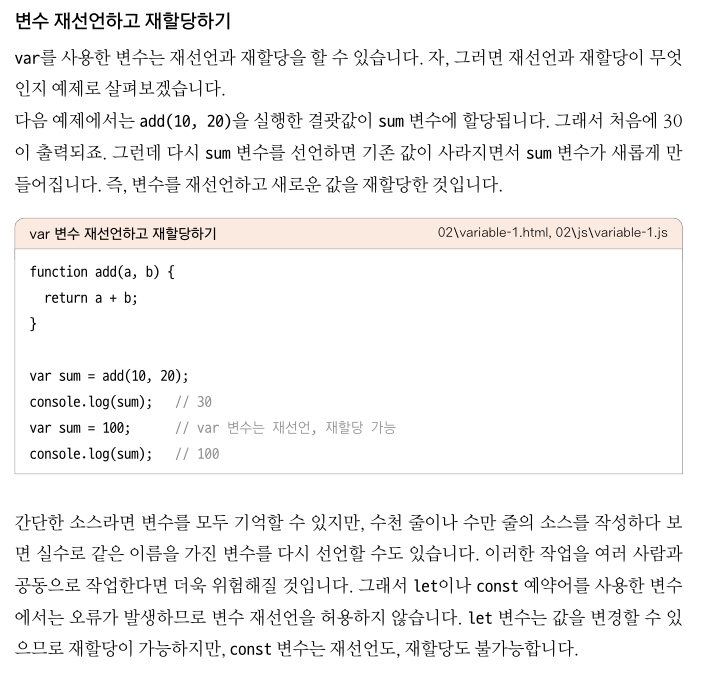 변수 재선언하고 재할당하기
var를 사용한 변수는 재선언과 재할당을 할 수 있습니다. 자, 그러면 재선언과 재할당이 무엇
인지 예제로 살펴보겠습니다.
다음 예제에서는 add(10, 20)을 실행한 결괏값이 sum 변수에 할당됩니다. 그래서 처음에 30
이 출력되죠. 그런데 다시 sum 변수를 선언하면 기존 값이 사라지면서 sum 변수가 새롭게 만
들어집니다. 즉, 변수를 재선언하고 새로운 값을 재할당한 것입니다.
var 변수 재선언하고 재할당하기 02\variable-1.html, 02\js\variable-1.js
function add(a, b) {
  return a + b;
}
var sum = add(10, 20);
console.log(sum);   // 30
var sum = 100;      // var 변수는 재선언, 재할당 가능
console.log(sum);   // 100
간단한 소스라면 변수를 모두 기억할 수 있지만, 수천 줄이나 수만 줄의 소스를 작성하다 보
면 실수로 같은 이름을 가진 변수를 다시 선언할 수도 있습니다. 이러한 작업을 여러 사람과
공동으로 작업한다면 더욱 위험해질 것입니다. 그래서 let이나 const 예약어를 사용한 변수
에서는 오류가 발생하므로 변수 재선언을 허용하지 않습니다. let 변수는 값을 변경할 수 있
으므로 재할당이 가능하지만, const 변수는 재선언도, 재할당도 불가능합니다.